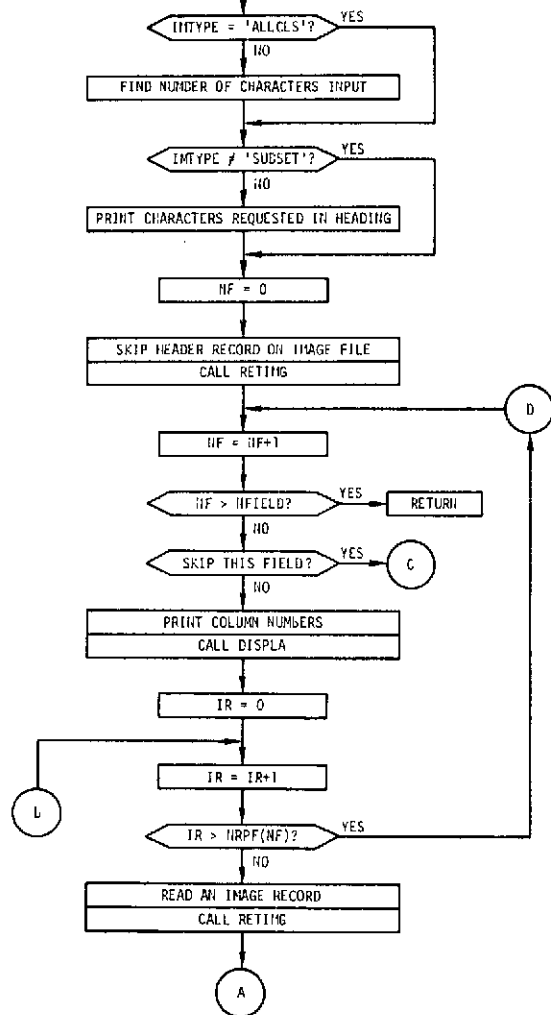 IMTYPE = 'ALLCLS'?
YES
NO
FIND NUMBER OF CHARACTERS INPUT
IMTYPE ≠ 'SUBSET'?
YES
NO
PRINT CHARACTERS REQUESTED IN HEADING
NF = 0
SKIP HEADER RECORD ON IMAGE FILE
CALL RETIMG
D
NF = NF+1
NF > NFIELD?
YES
RETURN
NO
SKIP THIS FIELD?
YES
C
NO
PRINT COLUMN NUMBERS
CALL DISPLA
IR = 0
IR = IR+1
IR > NRPF(NF)?
YES
NO
READ AN IMAGE RECORD
CALL RETIMG
A